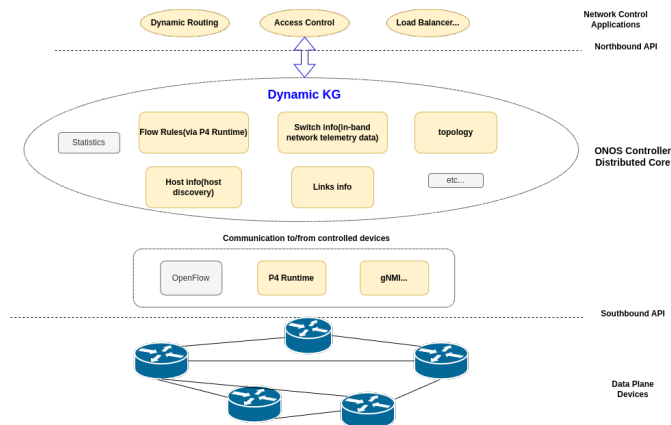 Dynamic Routing
Access Control
Load Balancer...
Network Control
Applications
Northbound API
Dynamic KG
Statistics
Flow Rules(via P4 Runtime)
Switch info(in-band
network telemetry data)
topology
ONOS Controller
Distributed Core
Host info(host
discovery)
Links info
etc...
Communication to/from controlled devices
OpenFlow
P4 Runtime
gNMI...
Southbound API
Data Plane
Devices